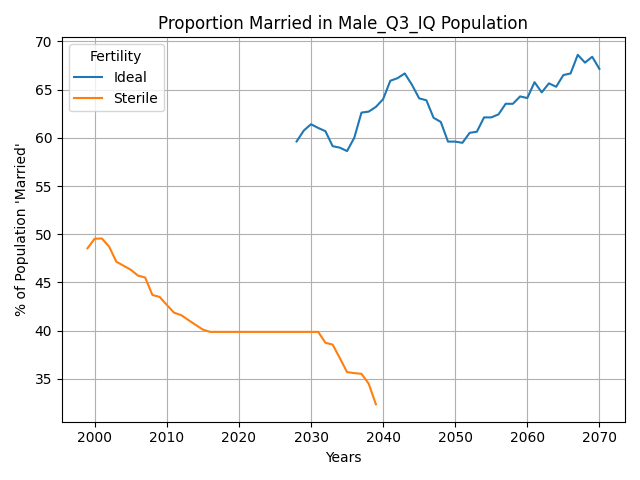 Proportion Married in Male_Q3_IQ Population
% of Population 'Married'
70
65
60
55
50
45
40
35
Fertility
Ideal
Sterile
2000 2010 2020 2030 2040 2050 2060 2070
Years